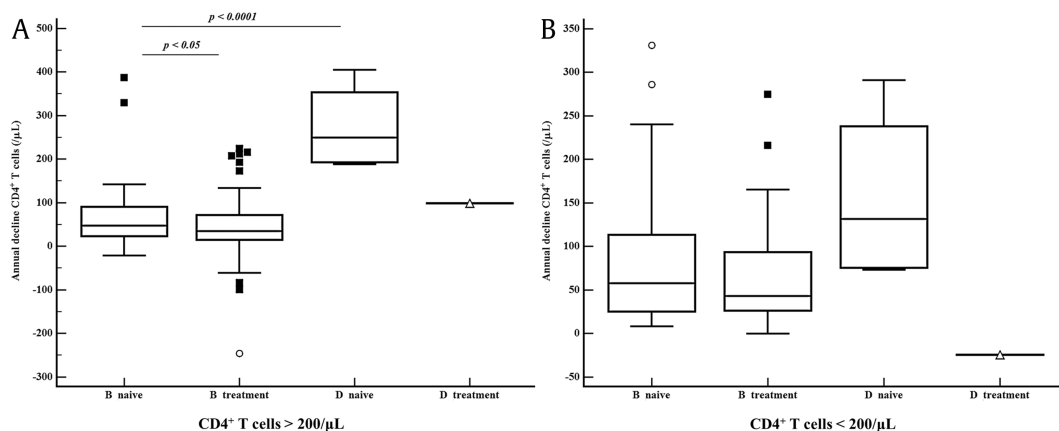 A
p < 0.0001
p < 0.05
Annual decline CD4⁺ T cells (/μL)
500
400
300
200
100
0
-100
-200
-300
B naive
B treatment
D naive
D treatment
CD4⁺ T cells > 200/μL
B
Annual decline CD4⁺ T cells (/μL)
350
300
250
200
150
100
50
0
-50
B naive
B treatment
D naive
D treatment
CD4⁺ T cells < 200/μL